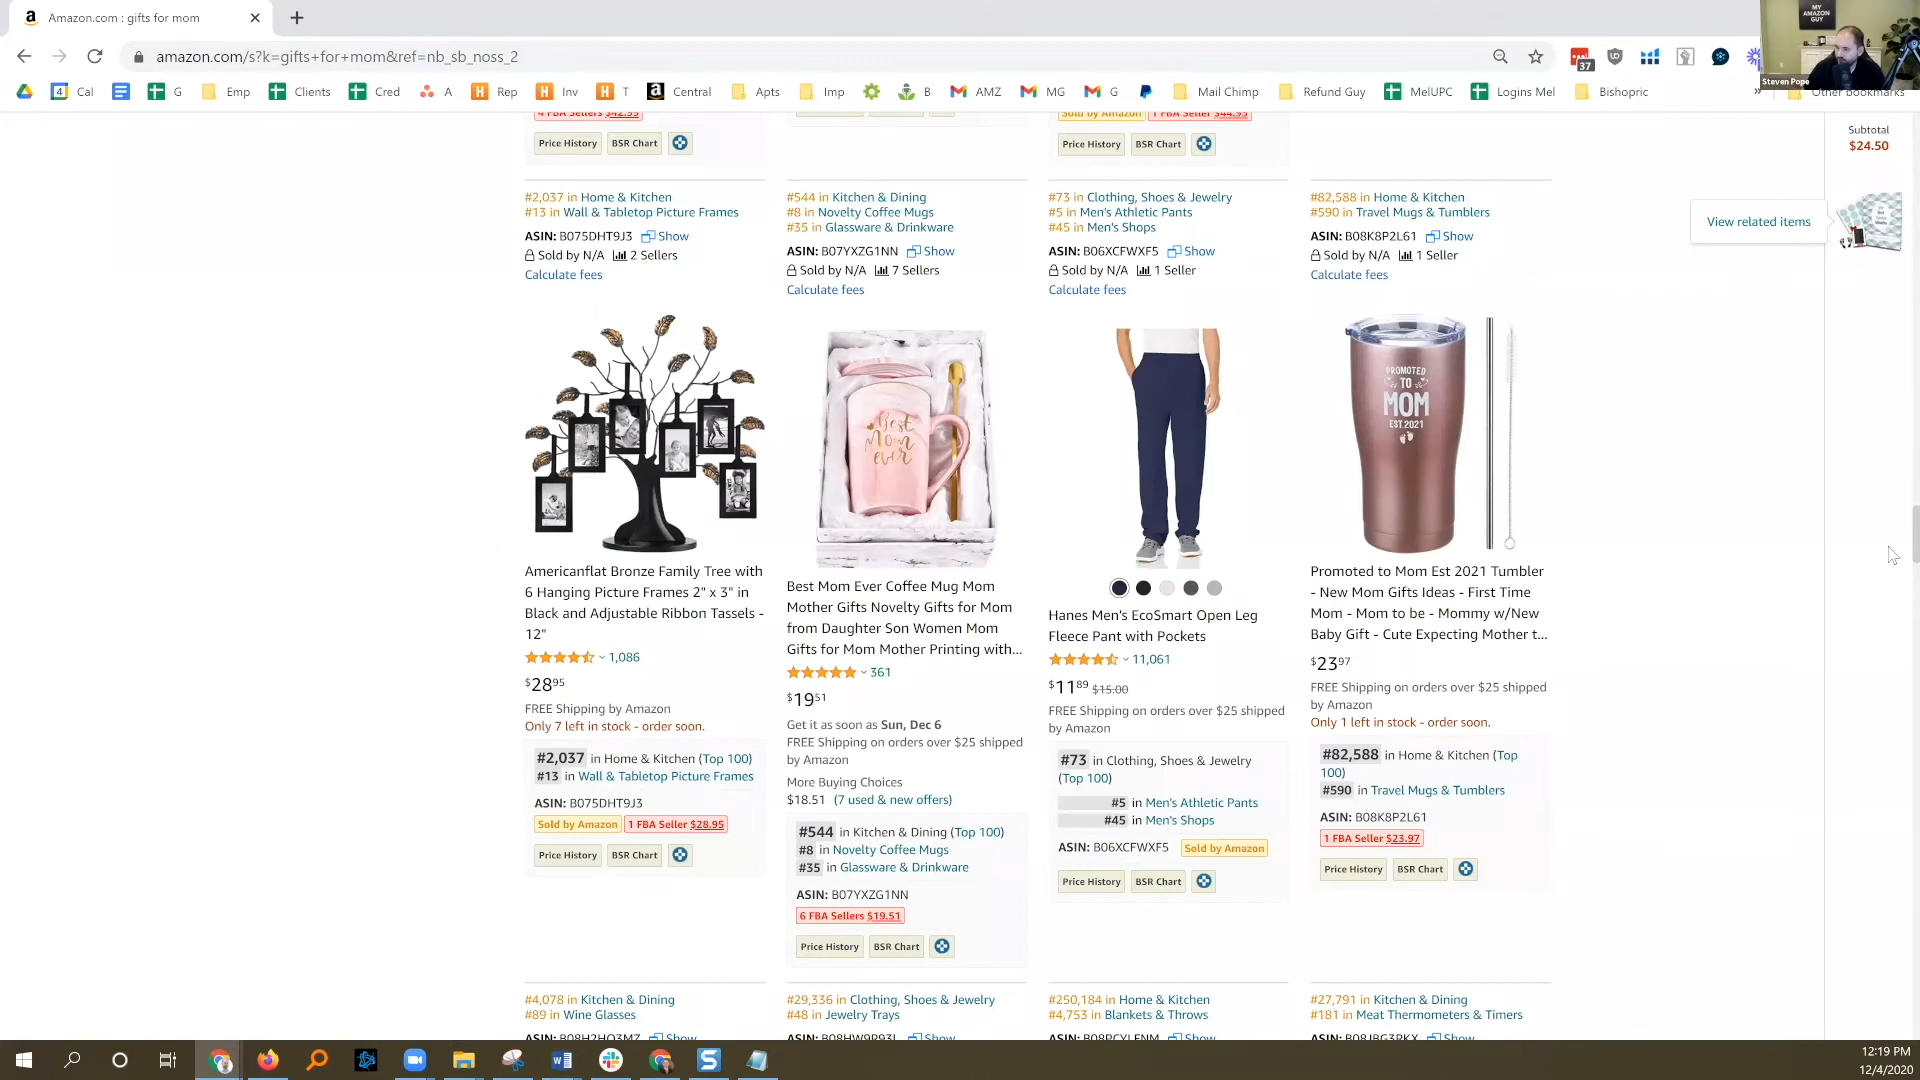 Amazon.com : gifts for mom
amazon.com/s?k=gifts+for+mom&ref=nb_sb_noss_2
37
MY
AMAZON
GUY
Steven Pope
4 Cal
G
Emp
Clients
Cred
A
Rep
Inv
T
Central
Apts
Imp
B
AMZ
MG
G
Mail Chimp
Refund Guy
MelUPC
Logins Mel
Bishopric
» Other bookmarks
Subtotal
$24.50
View related items
4 FBA Sellers $42.95
Price History BSR Chart
#2,037 in Home & Kitchen
#13 in Wall & Tabletop Picture Frames
ASIN: B075DHT9J3 Show
Sold by N/A 2 Sellers
Calculate fees
#544 in Kitchen & Dining
#8 in Novelty Coffee Mugs
#35 in Glassware & Drinkware
ASIN: B07YXZG1NN Show
Sold by N/A 7 Sellers
Calculate fees
Sold by Amazon 1 FBA Seller $44.95
Price History BSR Chart
#73 in Clothing, Shoes & Jewelry
#5 in Men's Athletic Pants
#45 in Men's Shops
ASIN: B06XCFWXF5 Show
Sold by N/A 1 Seller
Calculate fees
#82,588 in Home & Kitchen
#590 in Travel Mugs & Tumblers
ASIN: B08K8P2L61 Show
Sold by N/A 1 Seller
Calculate fees
Best
Mom
ever
PROMOTED
TO
MOM
EST.2021
Americanflat Bronze Family Tree with
6 Hanging Picture Frames 2" x 3" in
Black and Adjustable Ribbon Tassels -
12"
1,086
$28 95
FREE Shipping by Amazon
Only 7 left in stock - order soon.
#2,037 in Home & Kitchen (Top 100)
#13 in Wall & Tabletop Picture Frames
ASIN: B075DHT9J3
Sold by Amazon 1 FBA Seller $28.95
Price History BSR Chart
Best Mom Ever Coffee Mug Mom
Mother Gifts Novelty Gifts for Mom
from Daughter Son Women Mom
Gifts for Mom Mother Printing with...
361
$19 51
Get it as soon as Sun, Dec 6
FREE Shipping on orders over $25 shipped
by Amazon
More Buying Choices
$18.51 (7 used & new offers)
#544 in Kitchen & Dining (Top 100)
#8 in Novelty Coffee Mugs
#35 in Glassware & Drinkware
ASIN: B07YXZG1NN
6 FBA Sellers $19.51
Price History BSR Chart
Hanes Men's EcoSmart Open Leg
Fleece Pant with Pockets
11,061
$11 89 $15.00
FREE Shipping on orders over $25 shipped
by Amazon
#73 in Clothing, Shoes & Jewelry
(Top 100)
#5 in Men's Athletic Pants
#45 in Men's Shops
ASIN: B06XCFWXF5 Sold by Amazon
Price History BSR Chart
Promoted to Mom Est 2021 Tumbler
- New Mom Gifts Ideas - First Time
Mom - Mom to be - Mommy w/New
Baby Gift - Cute Expecting Mother t...
$23 97
FREE Shipping on orders over $25 shipped
by Amazon
Only 1 left in stock - order soon.
#82,588 in Home & Kitchen (Top
100)
#590 in Travel Mugs & Tumblers
ASIN: B08K8P2L61
1 FBA Seller $23.97
Price History BSR Chart
#4,078 in Kitchen & Dining
#89 in Wine Glasses
ASIN: B08H2HQ3MZ Show
#29,336 in Clothing, Shoes & Jewelry
#48 in Jewelry Trays
ASIN: Show
#250,184 in Home & Kitchen
#4,753 in Blankets & Throws
ASIN: Show
#27,791 in Kitchen & Dining
#181 in Meat Thermometers & Timers
ASIN: Show
12:19 PM
12/4/2020